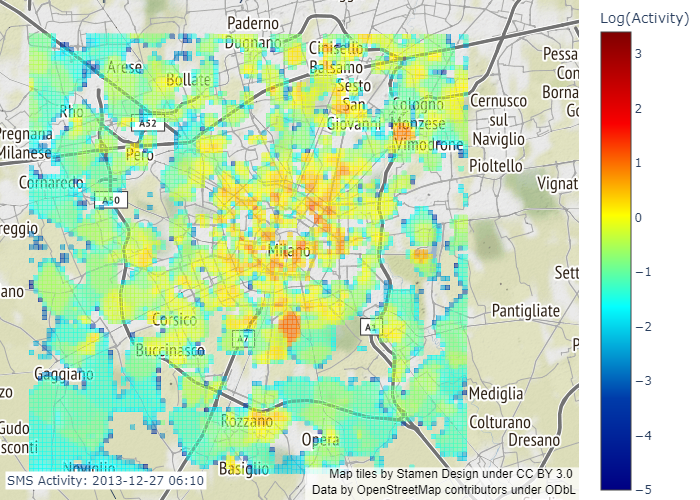 Log(Activity)
3
2
1
0
−1
−2
−3
−4
−5
Paderno
Dugnano
Cinisello
Balsamo
Arese
Bollate
Sesto
San
Giovanni
Cologno
Monzese
Vimodrone
Cernusco
sul
Naviglio
Pessa
Con
Borna
Go
Rho
A52
Pregnana
Milanese
Pero
Pioltello
Cornaredo
A50
Vignat
reggio
Milano
Sett
ano
Corsico
A7
A1
Pantigliate
P
Buccinasco
Gaggiano
zo
Mediglia
Rozzano
Colturano
Gudo
sconti
Opera
Dresano
Noviglio
Basiglio
SMS Activity: 2013-12-27 06:10
Map tiles by Stamen Design under CC BY 3.0
Data by OpenStreetMap contributors under ODbL